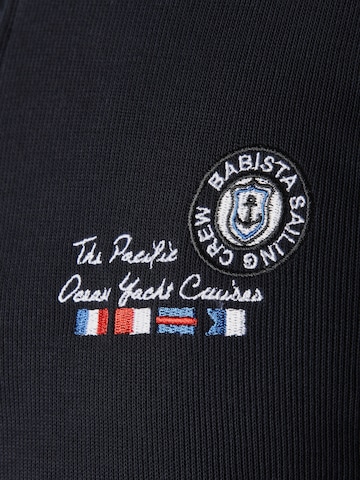 BABISTA SAILING CREW
The Pacific
Ocean Yacht Cruises